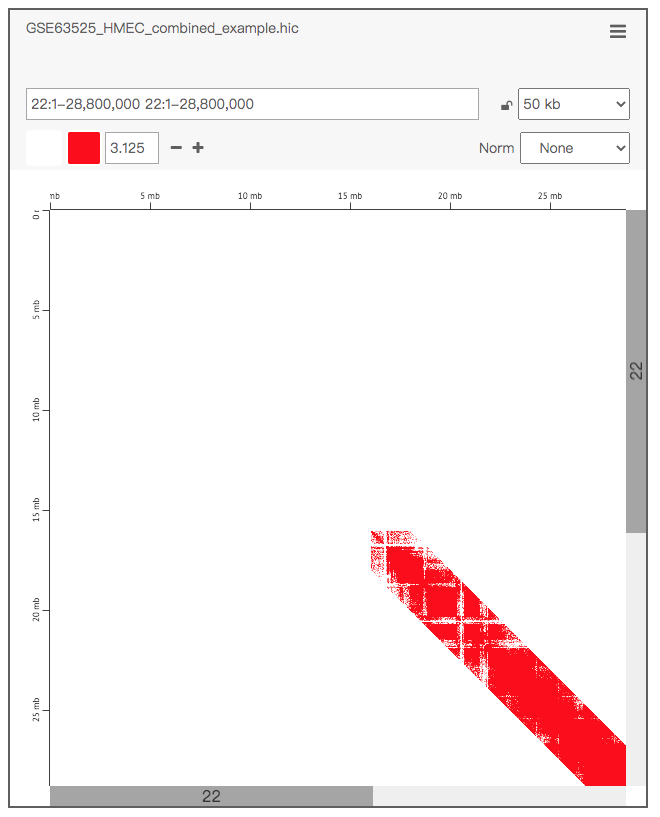 GSE63525_HMEC_combined_example.hic
22:1-28,800,000 22:1-28,800,000
50 kb
3.125
Norm
None
mb 5 mb 10 mb 15 mb 20 mb 25 mb
0
5 mb
10 mb
15 mb
20 mb
25 mb
22
22